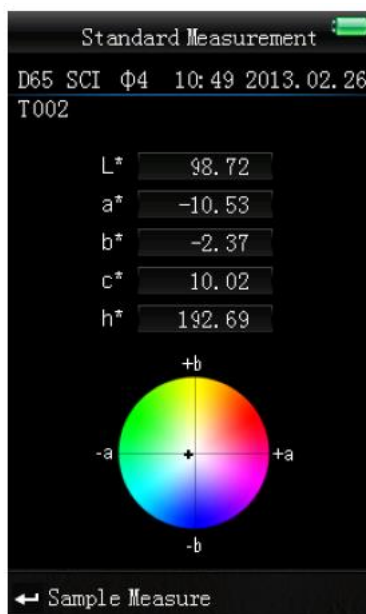 Standard Measurement
D65 SCI Φ4 10:49 2013.02.26
T002
L* 98.72
a* -10.53
b* -2.37
c* 10.02
h* 192.69
+b
-a +a
-b
Sample Measure